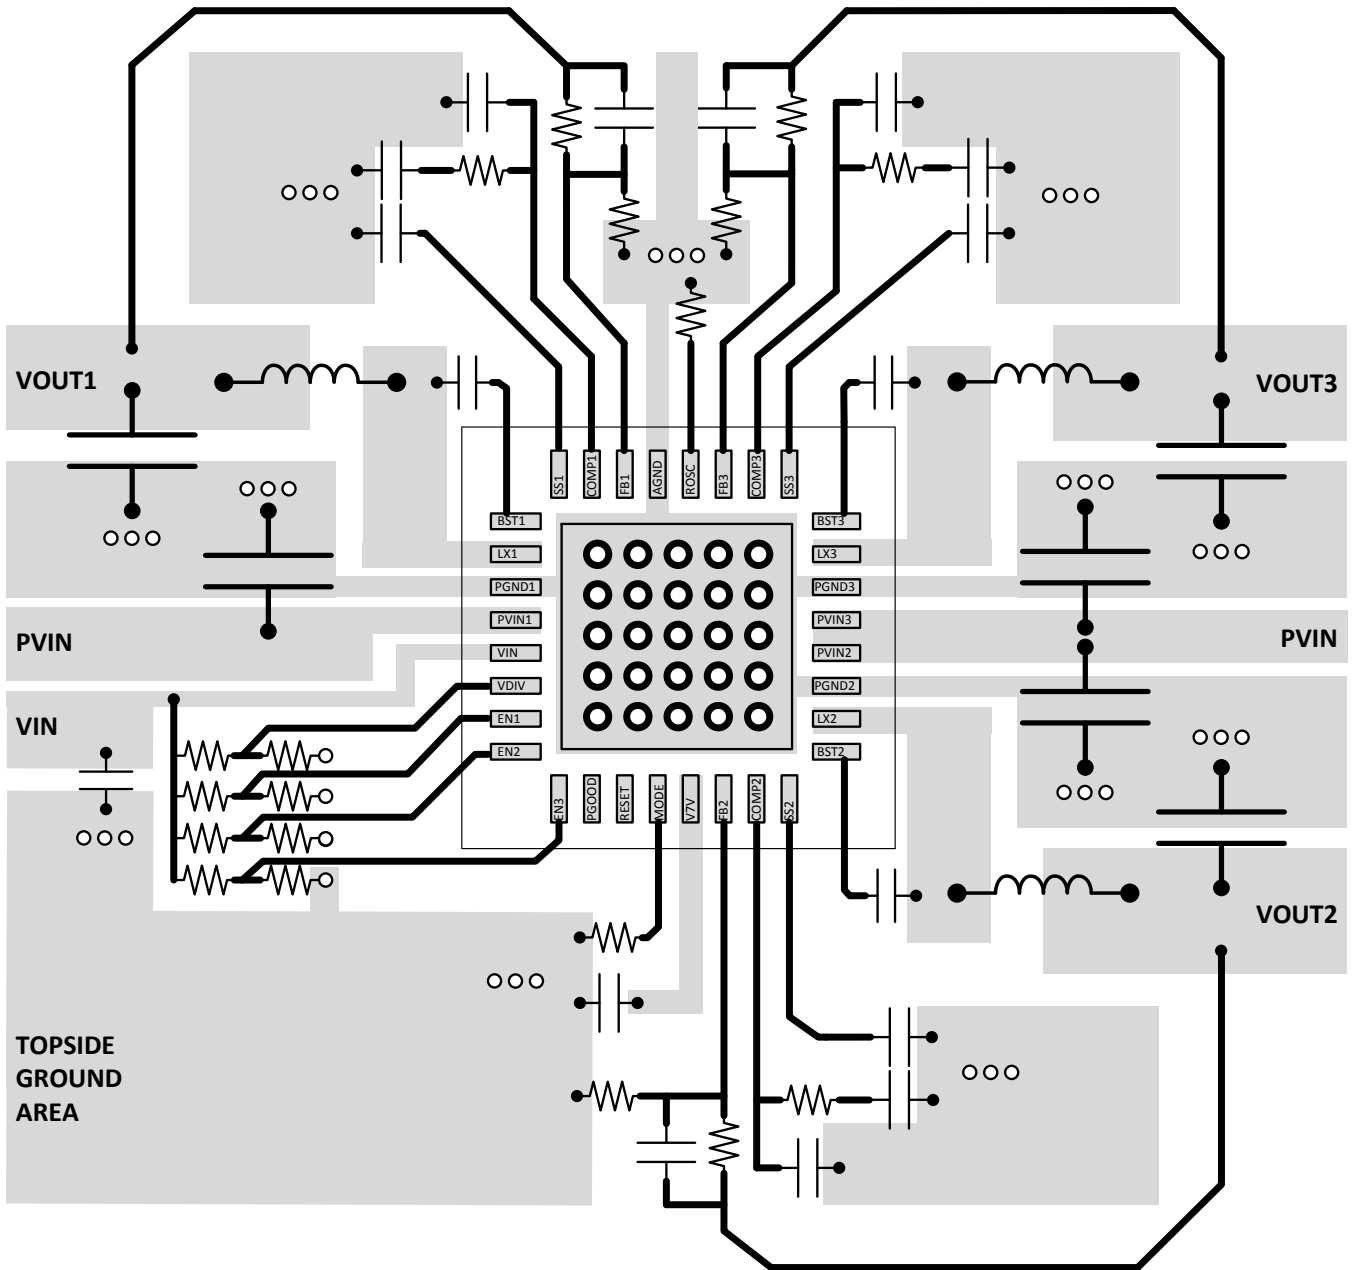 VOUT1
VOUT3
SS1
COMP1
FB1
AGND
ROSC
FB3
COMP3
SS3
BST1
BST3
LX1
LX3
PGND1
PGND3
PVIN1
PVIN3
PVIN
PVIN
VIN
PVIN2
VDIV
PGND2
VIN
EN1
LX2
EN2
BST2
EN3
PGOOD
RESET
MODE
V7V
FB2
COMP2
SS2
VOUT2
TOPSIDE
GROUND
AREA